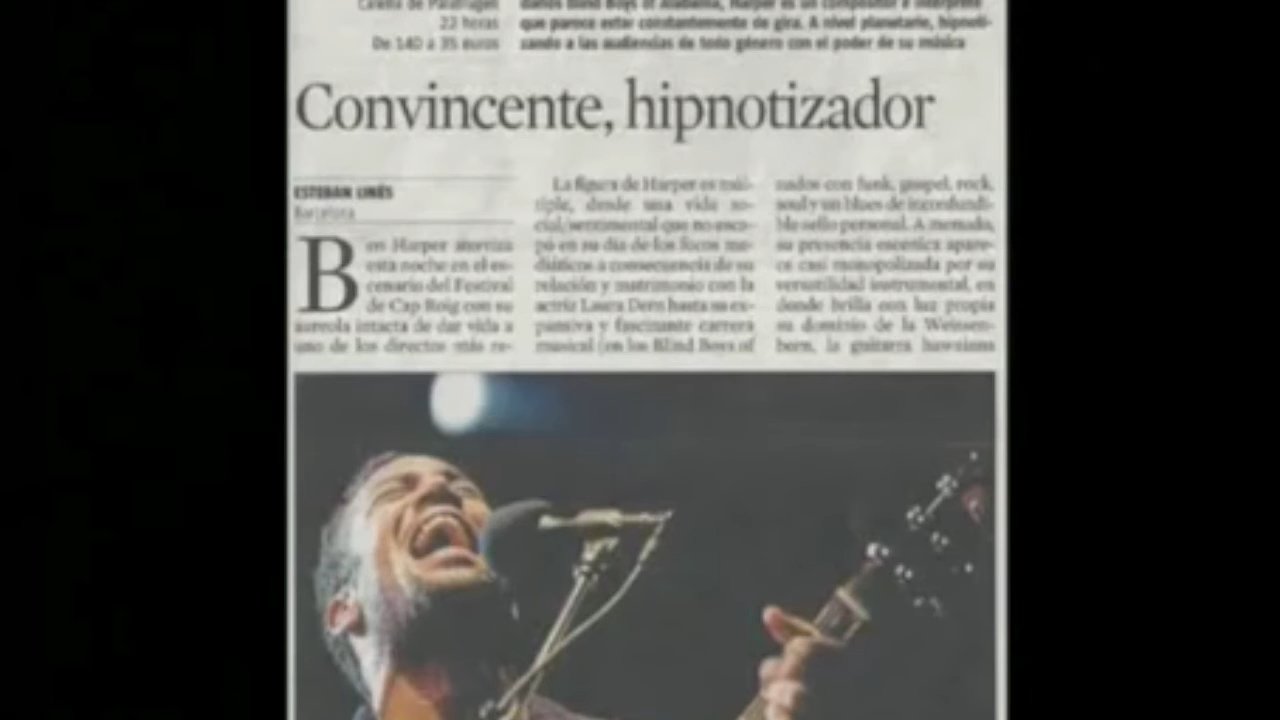 Calella de Palafrugell
22 horas
De 140 a 35 euros
danos Blind Boys of Alabama, Harper es un compositor e intérprete
que parece estar constantemente de gira. A nivel planetario, hipnoti-
zando a las audiencias de todo género con el poder de su música
Convincente, hipnotizador
ESTEBAN LINÉS
Barcelona
Ben Harper aterriza
esta noche en el es-
cenario del Festival
de Cap Roig con su
aureola intacta de dar vida a
uno de los directos más re-
La figura de Harper es múl-
tiple, desde una vida so-
cial/sentimental que no esca-
pó en su día de los focos me-
diáticos a consecuencia de su
relación y matrimonio con la
actriz Laura Dern hasta su ex-
pansiva y fascinante carrera
musical (en los Blind Boys of
zados con funk, gospel, rock,
soul y un blues de inconfundi-
ble sello personal. A menudo,
su presencia escénica apare-
ce casi monopolizada por su
versatilidad instrumental, en
donde brilla con luz propia
su dominio de la Weissen-
born, la guitarra hawaiana